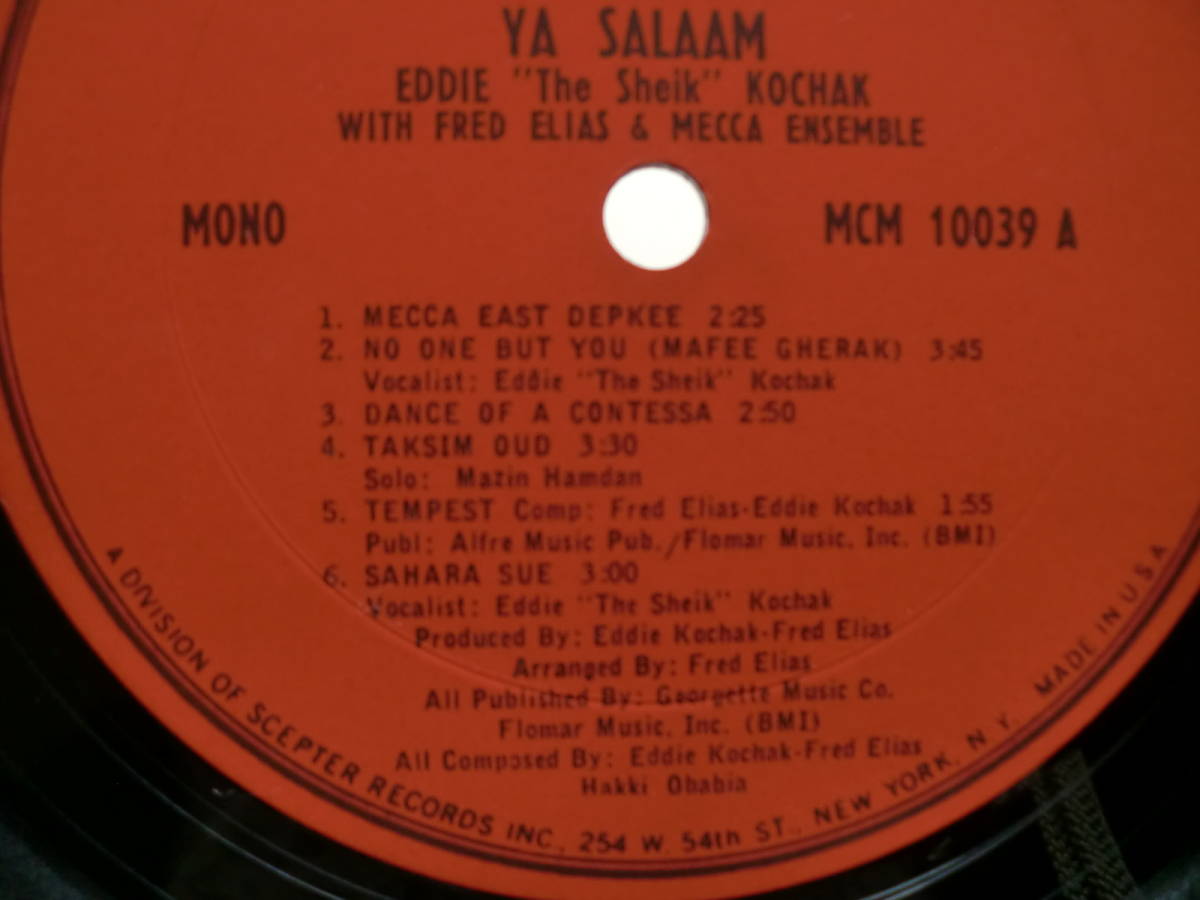 YA SALAAM
EDDIE "The Sheik" KOCHAK
WITH FRED ELIAS & MECCA ENSEMBLE
MONO
MCM 10039 A
1. MECCA EAST DEPKEE 2:25
2. NO ONE BUT YOU (MAFEE GHERAK) 3:45
Vocalist: Eddie "The Sheik" Kochak
3. DANCE OF A CONTESSA 2:50
4. TAKSIM OUD 3:30
Solo: Mazin Hamdan
5. TEMPEST Comp: Fred Elias-Eddie Kochak 1:55
Publ: Alfre Music Pub./Flomar Music, Inc. (BMI)
6. SAHARA SUE 3:00
Vocalist: Eddie "The Sheik" Kochak
Produced By: Eddie Kochak-Fred Elias
Arranged By: Fred Elias
All Published By: Georgette Music Co.
Flomar Music, Inc. (BMI)
All Composed By: Eddie Kochak-Fred Elias
Hakki Obabia
A DIVISION OF SCEPTER RECORDS INC., 254 W. 54th ST., NEW YORK, N.Y. MADE IN U.S.A.